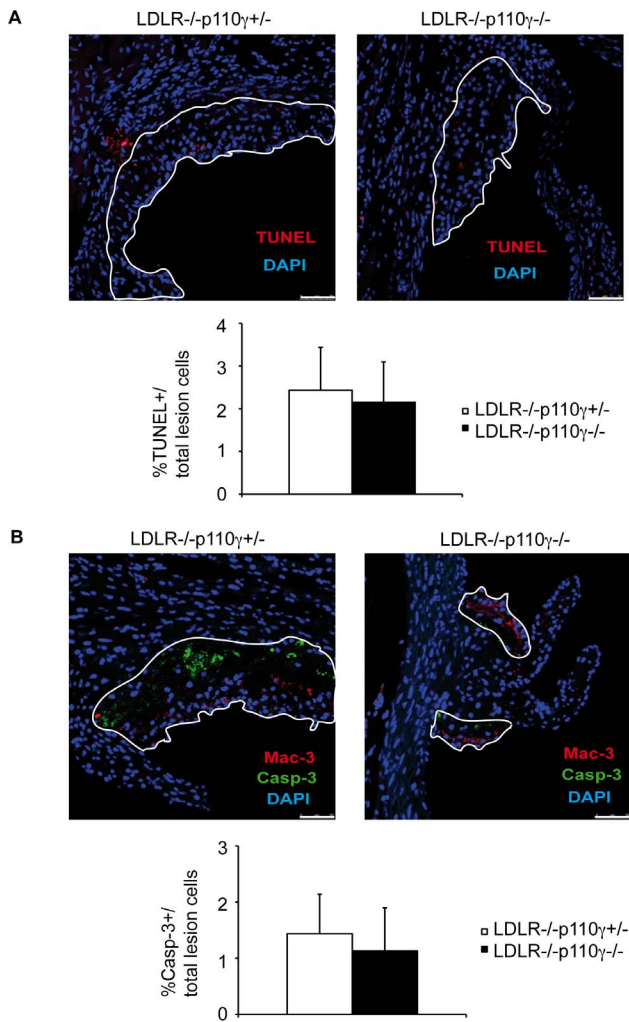 A
LDLR-/-p110γ+/-
LDLR-/-p110γ-/-
TUNEL
DAPI
TUNEL
DAPI
%TUNEL+/
total lesion cells
4
3
2
1
0
LDLR-/-p110γ+/-
LDLR-/-p110γ-/-
B
LDLR-/-p110γ+/-
LDLR-/-p110γ-/-
Mac-3
Casp-3
DAPI
Mac-3
Casp-3
DAPI
%Casp-3+/
total lesion cells
3
2
1
0
LDLR-/-p110γ+/-
LDLR-/-p110γ-/-